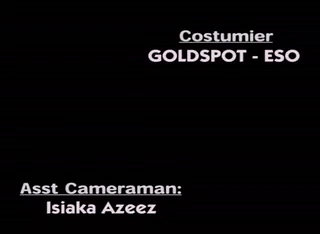 Costumier
GOLDSPOT - ESO
Asst Cameraman:
Isiaka Azeez